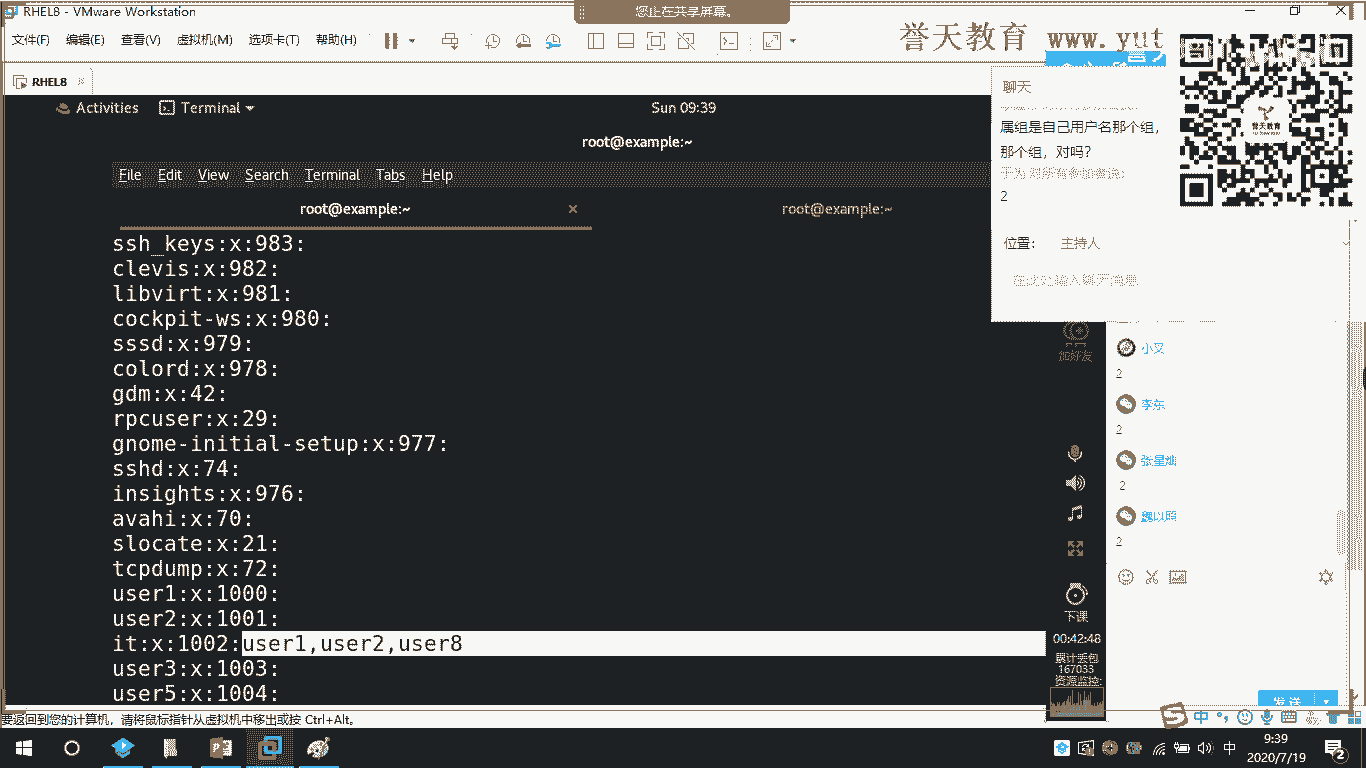 RHEL8 - VMware Workstation
您正在共享屏幕。
文件(F) 编辑(E) 查看(V) 虚拟机(M) 选项卡(T) 帮助(H)
誉天教育 www.yut
RHEL8
聊天
Activities
Terminal
Sun 09:39
属组是自己用户名那个组，
那个组，对吗？
root@example:~
File Edit View Search Terminal Tabs Help
2
root@example:~
root@example:~
位置：
主持人
ssh_keys:x:983:
clevis:x:982:
libvirt:x:981:
cockpit-ws:x:980:
sssd:x:979:
colord:x:978:
gdm:x:42:
rpcuser:x:29:
gnome-initial-setup:x:977:
sshd:x:74:
insights:x:976:
avahi:x:70:
slocate:x:21:
tcpdump:x:72:
user1:x:1000:
user2:x:1001:
it:x:1002:user1,user2,user8
user3:x:1003:
user5:x:1004:
小叉
2
李东
2
2
2
下课
00:42:48
累计丢包
167033
资源监控:
发送
要返回到您的计算机，请将鼠标指针从虚拟机中移出或按 Ctrl+Alt。
中
中
9:39
2020/7/19
2